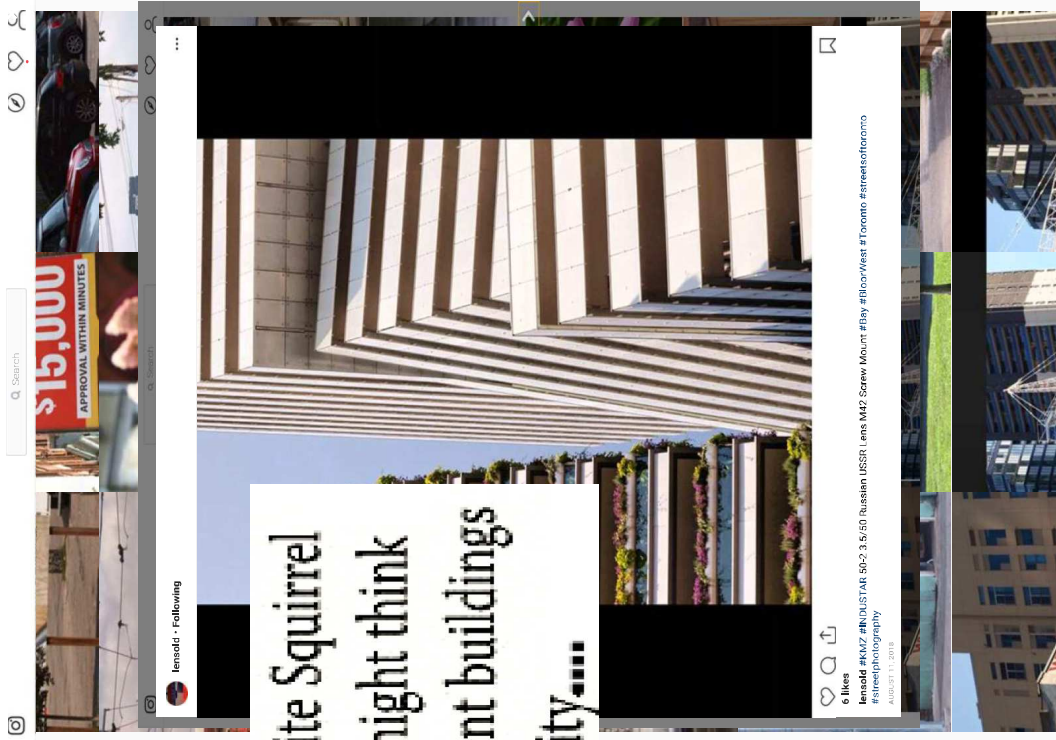 Search
$15,000
APPROVAL WITHIN MINUTES
Search
lensold • Following
ite Squirrel
night think
nt buildings
ity....
6 likes
lensold #KMZ #INDUSTAR 50-2 3.5/50 Russian USSR Lens M42 Screw Mount #Bay #BloorWest #Toronto #streetsoftoronto
#streetphotography
AUGUST 11, 2018